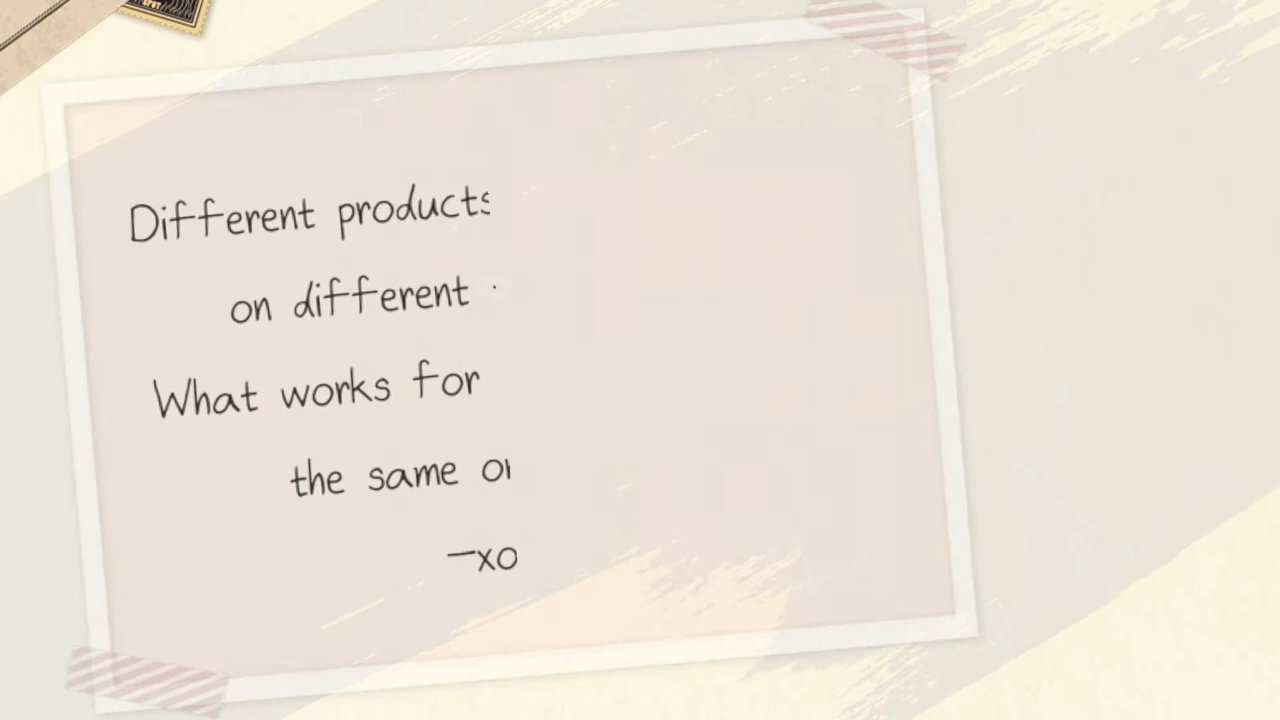 Different products
on different
What works for
the same
—xo